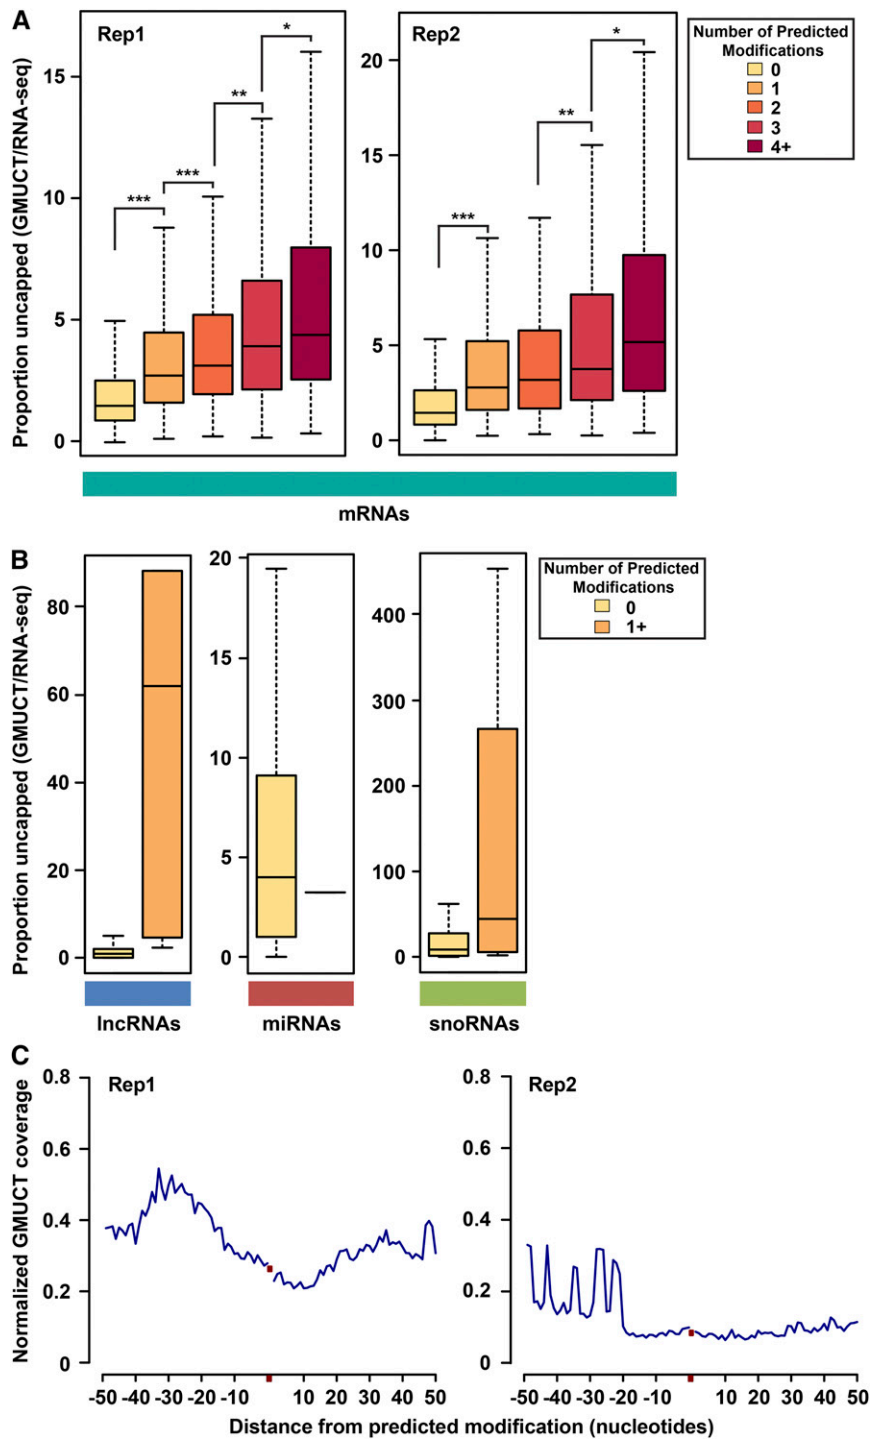 A
Rep1
Rep2
Number of Predicted
Modifications
0
1
2
3
4+
Proportion uncapped (GMUCT/RNA-seq)
15
10
5
0
***
***
**
*
20
15
10
5
0
***
**
*
mRNAs
B
Number of Predicted
Modifications
0
1+
Proportion uncapped (GMUCT/RNA-seq)
80
60
40
20
0
20
15
10
5
0
400
300
200
100
0
lncRNAs
miRNAs
snoRNAs
C
Rep1
Rep2
Normalized GMUCT coverage
0.8
0.6
0.4
0.2
0
0.8
0.6
0.4
0.2
0
-50 -40 -30 -20 -10 10 20 30 40 50
-50 -40 -30 -20 -10 10 20 30 40 50
Distance from predicted modification (nucleotides)